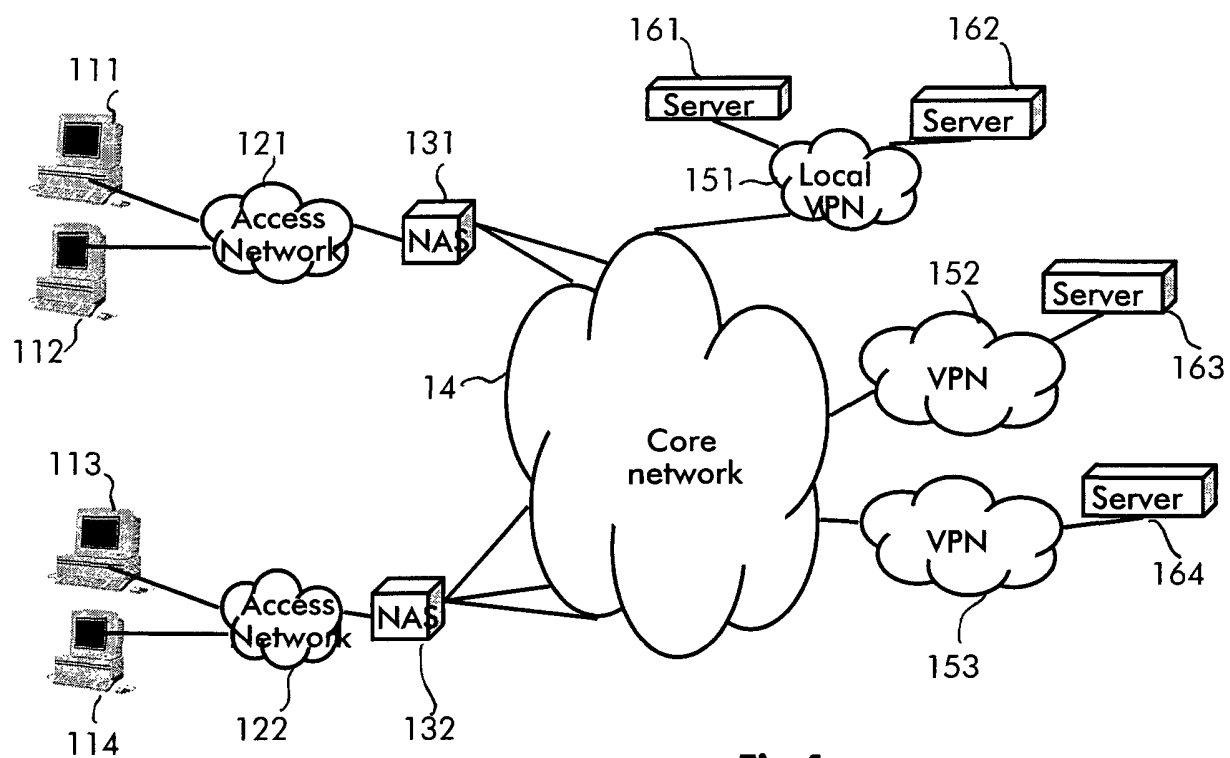 161
162
111
Server
Server
121
131
151
Local
VPN
Access
Network
NAS
152
Server
112
163
14
VPN
Core
network
113
Server
VPN
164
Access
Network
NAS
153
114
122
132